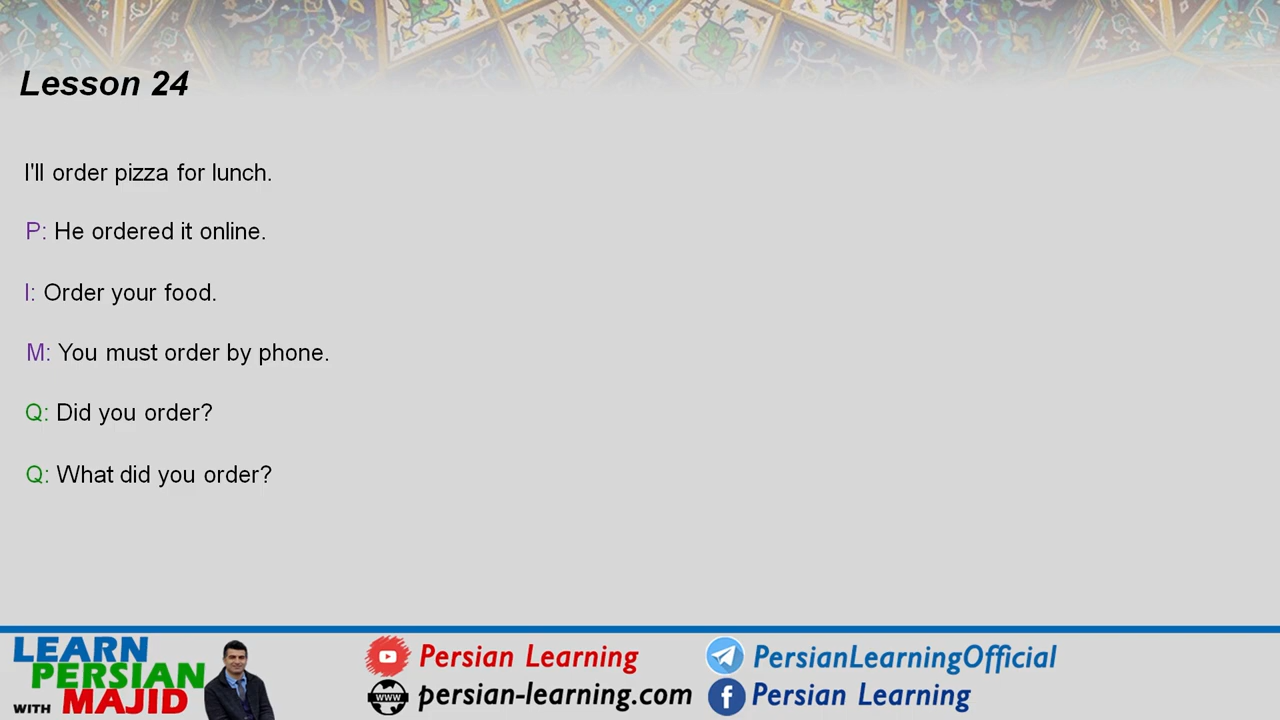 Lesson 24
I'll order pizza for lunch.
P: He ordered it online.
I: Order your food.
M: You must order by phone.
Q: Did you order?
Q: What did you order?
LEARN
PERSIAN
WITH MAJID
Persian Learning
PersianLearningOfficial
WWW
persian-learning.com
Persian Learning